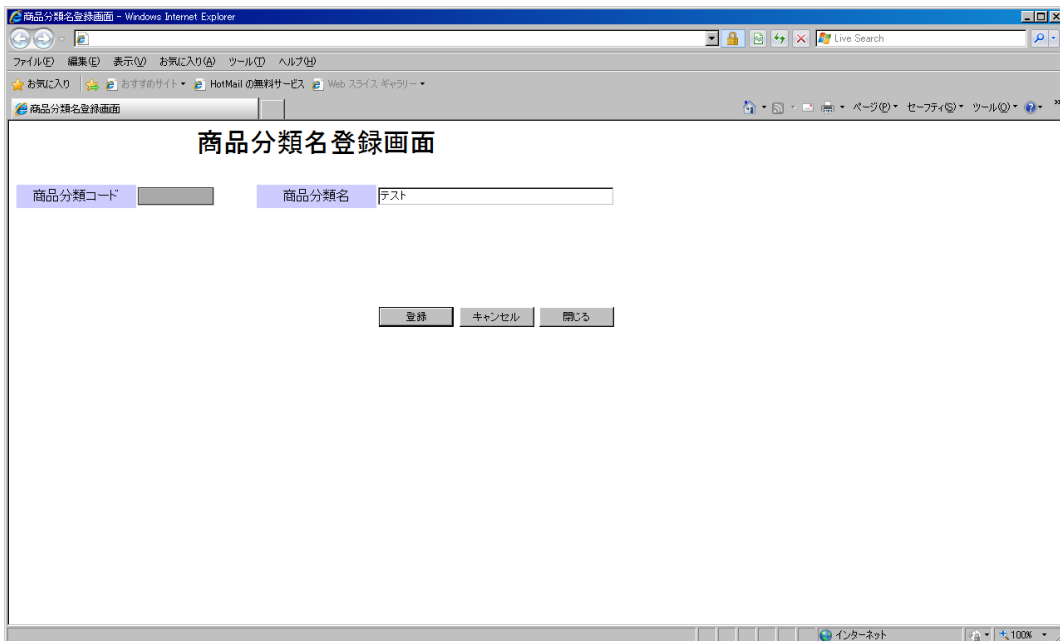 商品分類名登録画面 - Windows Internet Explorer
Live Search
ファイル(F) 編集(E) 表示(V) お気に入り(A) ツール(T) ヘルプ(H)
お気に入り おすすめサイト HotMail の無料サービス Web スライス ギャラリー
商品分類名登録画面 ページ(P) セーフティ(S) ツール(O)
商品分類名登録画面
商品分類コード 商品分類名 テスト
登録 キャンセル 閉じる
インターネット 100%